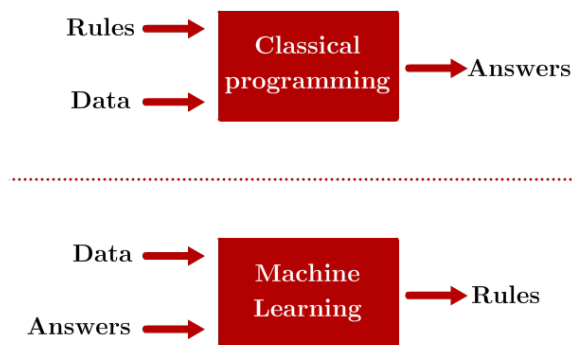 Rules
Classical
programming
Answers
Data
Data
Machine
Learning
Rules
Answers